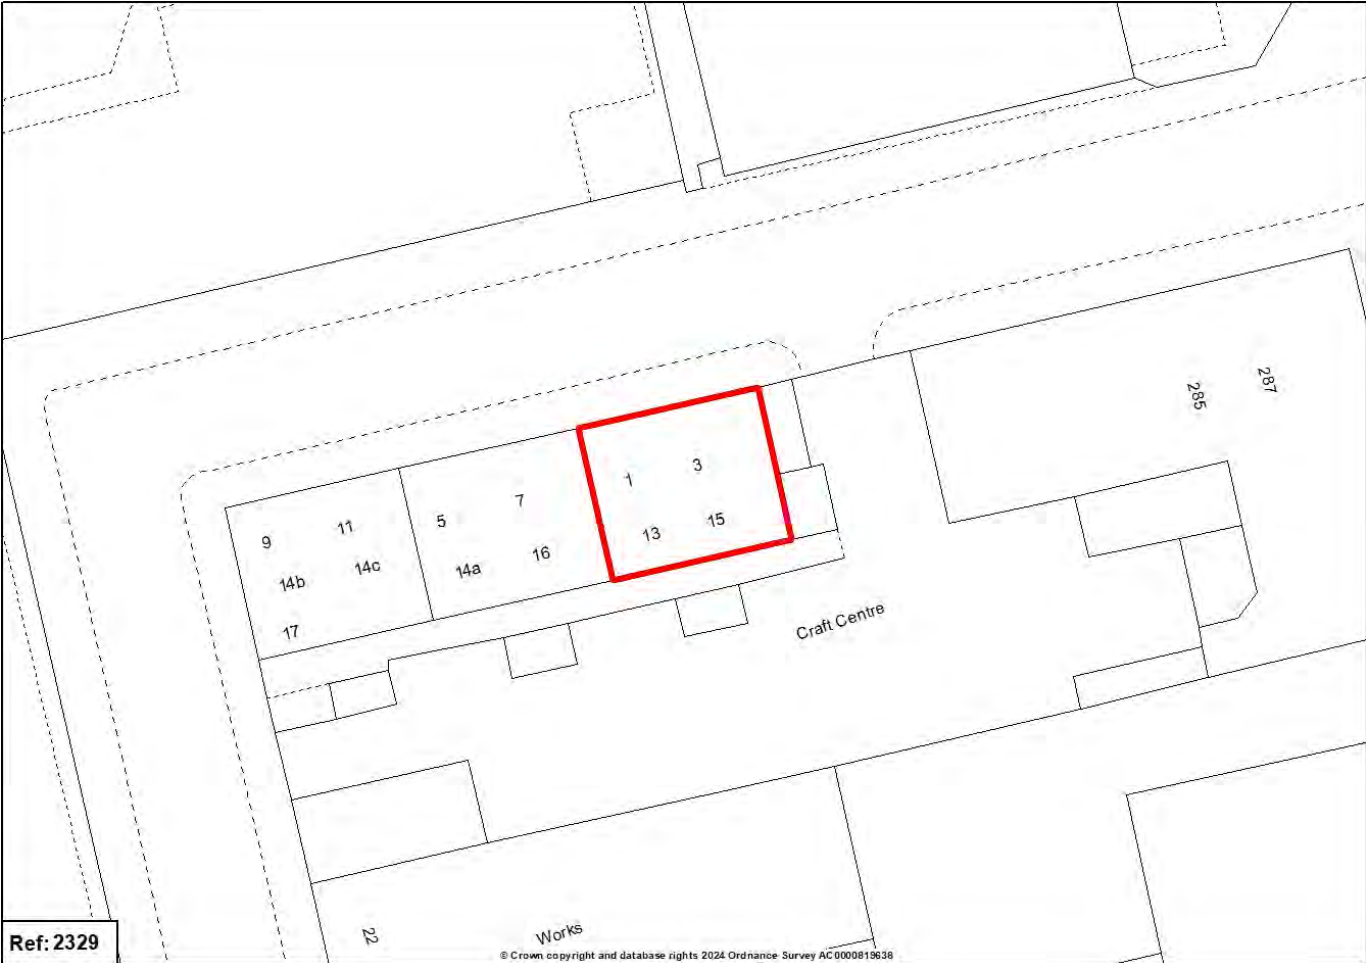 287
285
3
1
7
15
5
11
13
9
16
14c
14a
14b
Craft Centre
17
22
Works
Ref: 2329
© Crown copyright and database rights 2024 Ordnance Survey AC0000819638